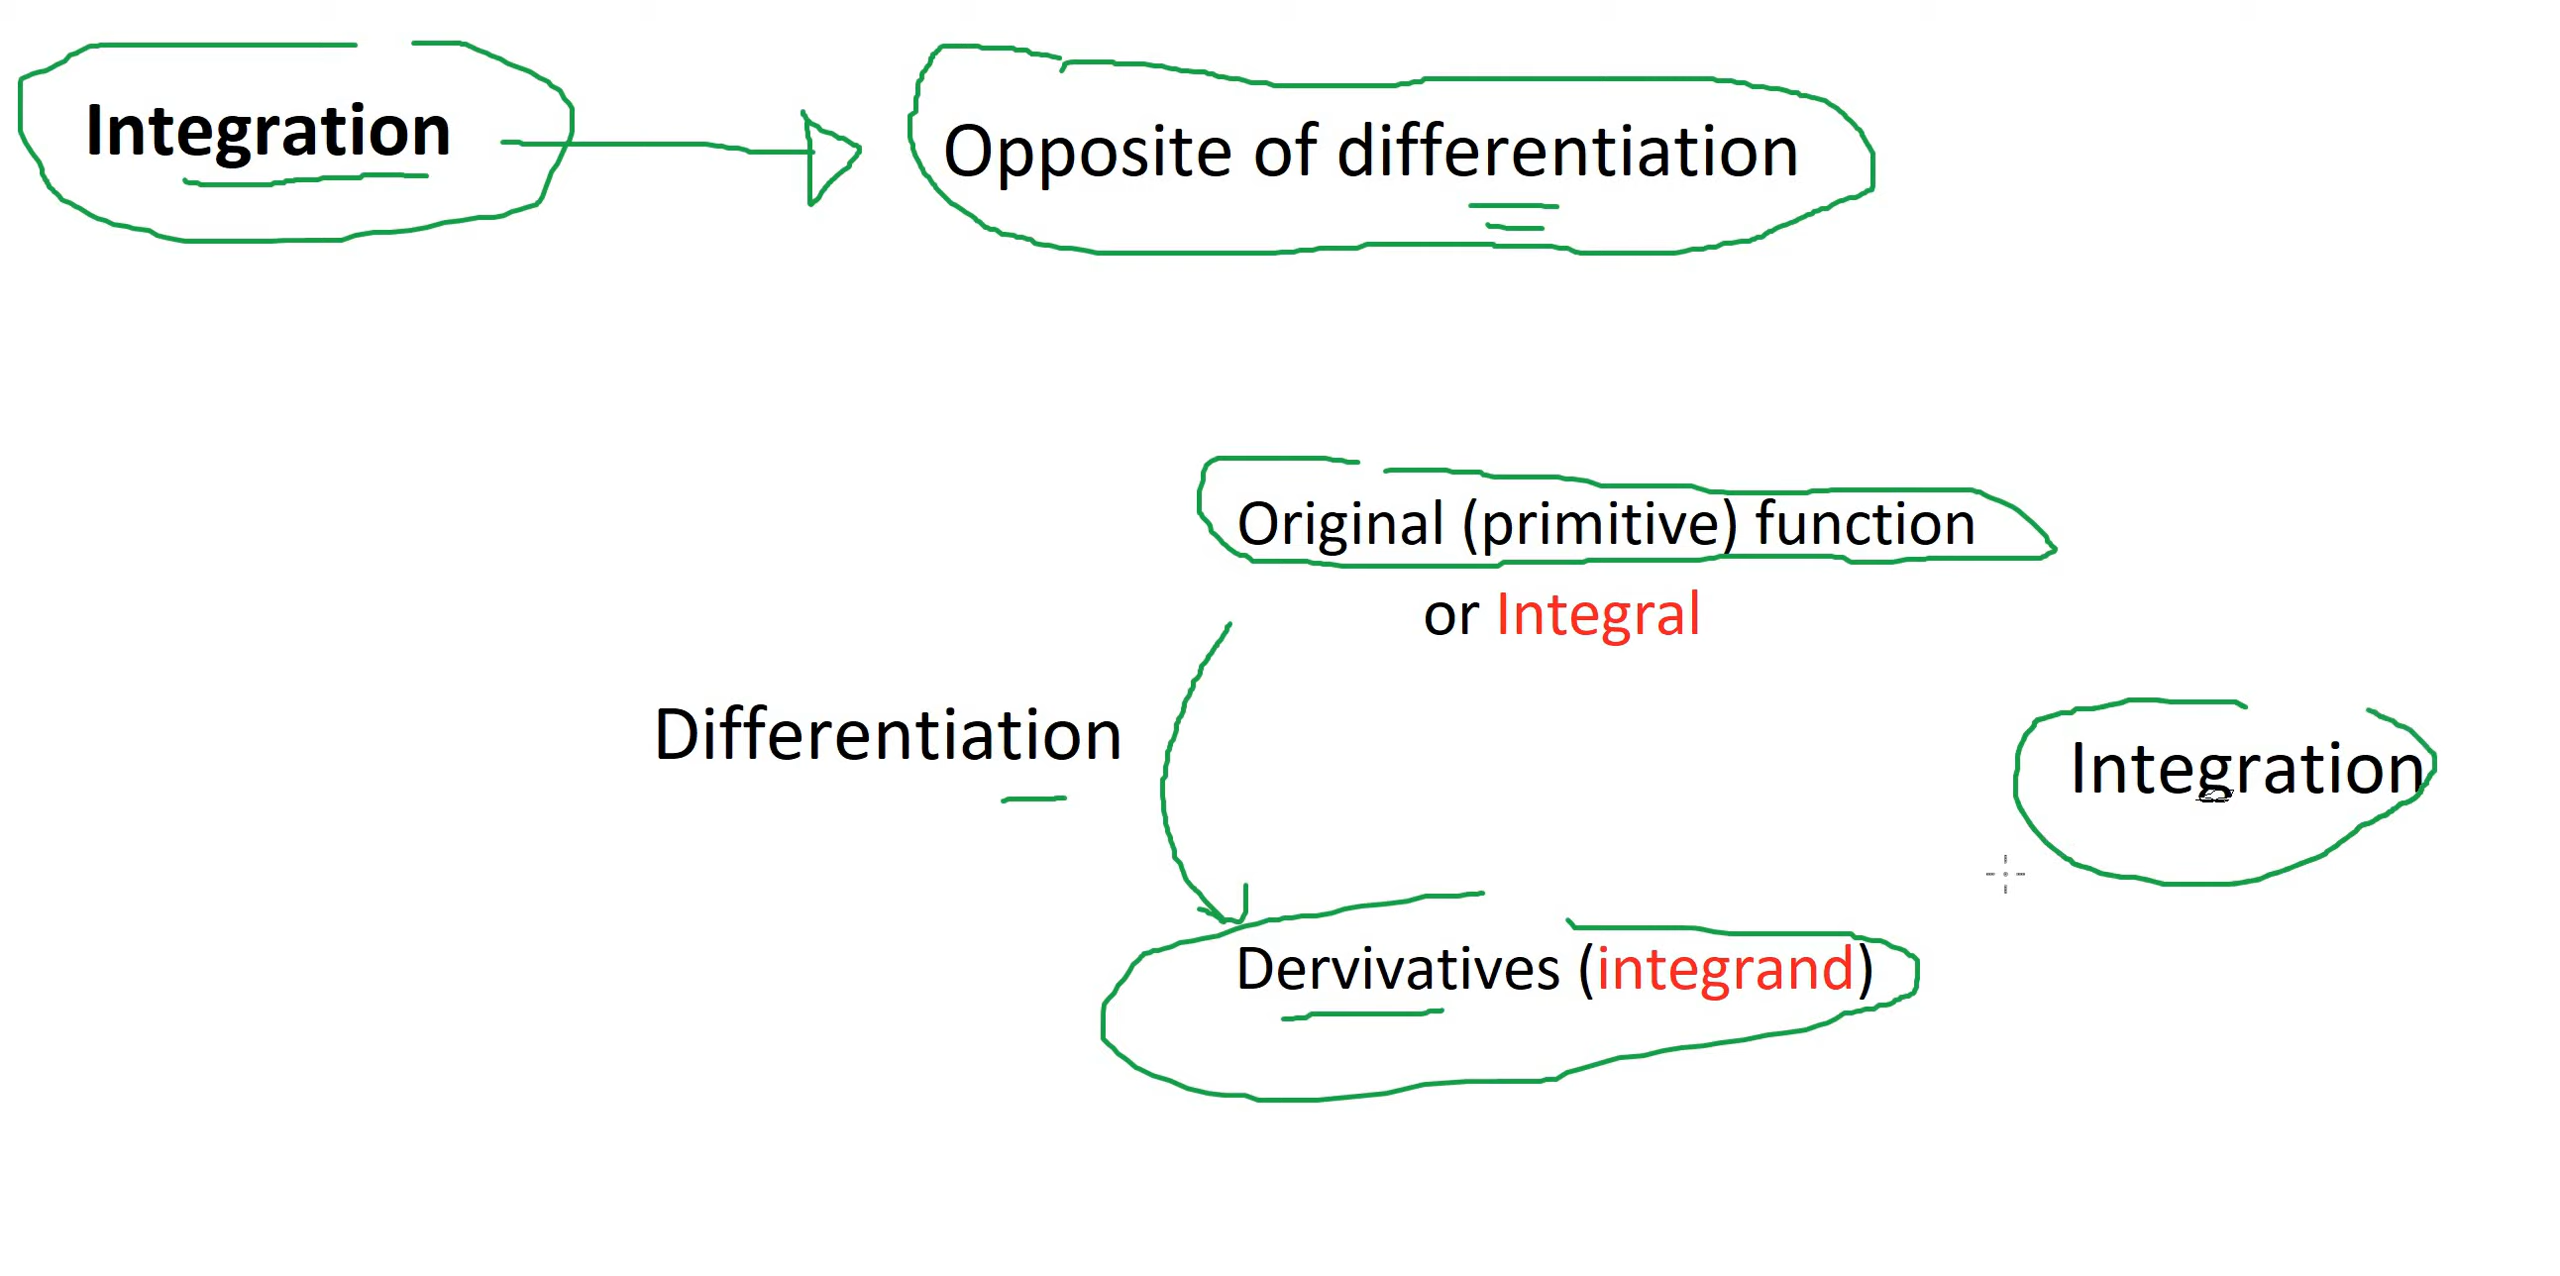 Integration
Opposite of differentiation
Original (primitive) function
or Integral
Differentiation
Integration
Dervivatives (integrand)